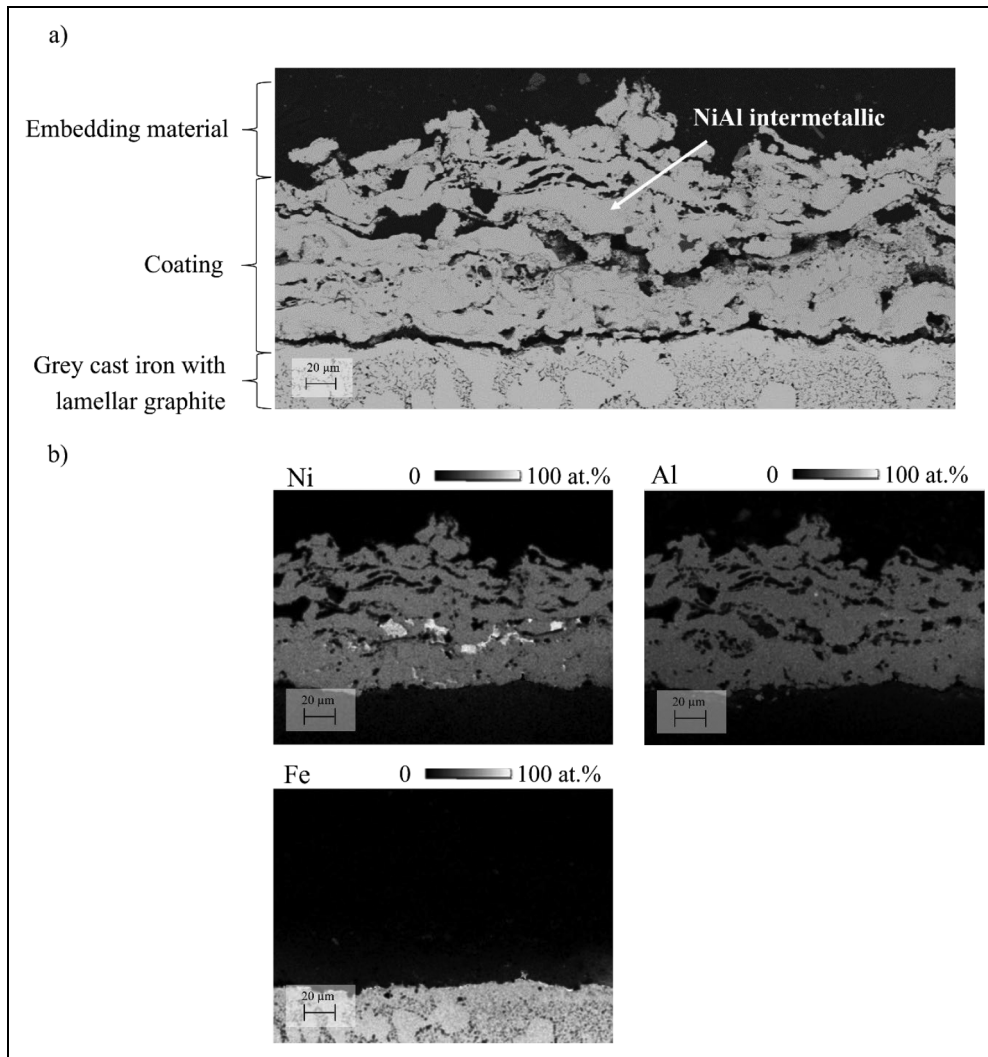 a)
Embedding material
NiAl intermetallic
Coating
Grey cast iron with
lamellar graphite
20 µm
b)
Ni 0 100 at.%
Al 0 100 at.%
20 µm
20 µm
Fe 0 100 at.%
20 µm